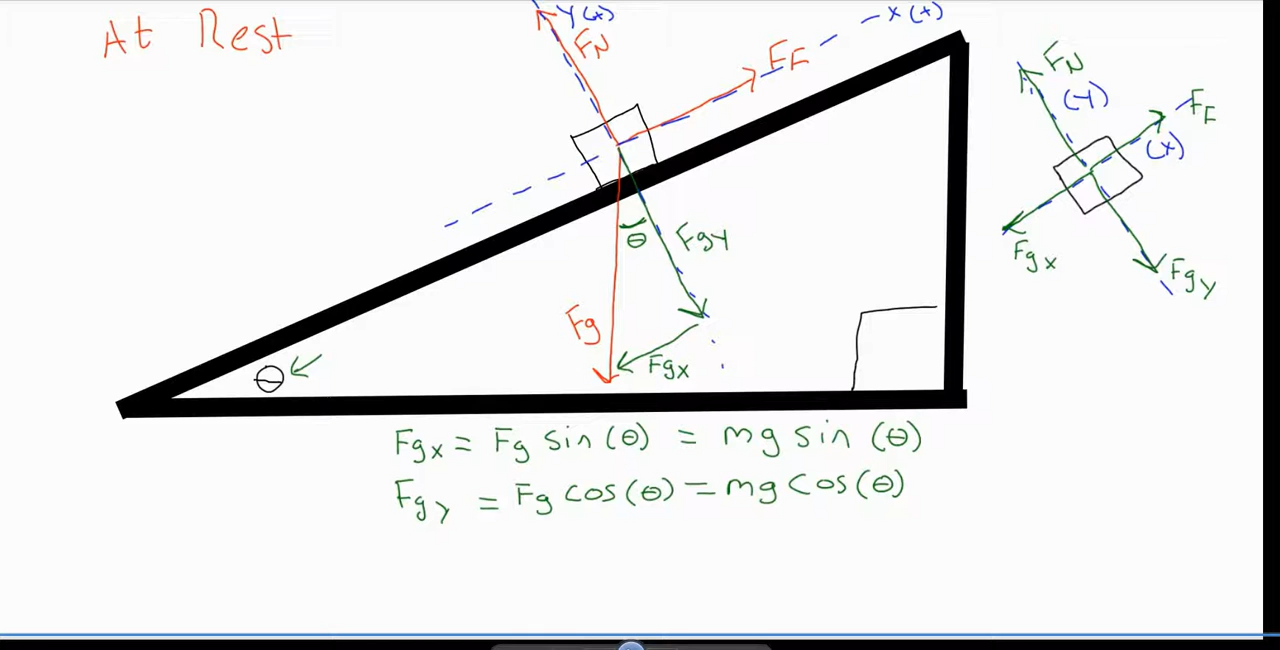 At Rest
Y(+)
X(+)
FN
FF
Fg
θ
FgY
FgX
θ
FN
(Y)
FF
(X)
Fgx
Fgy
Fgx = Fg sin(θ) = mg sin(θ)
Fgy = Fg cos(θ) = mg cos(θ)